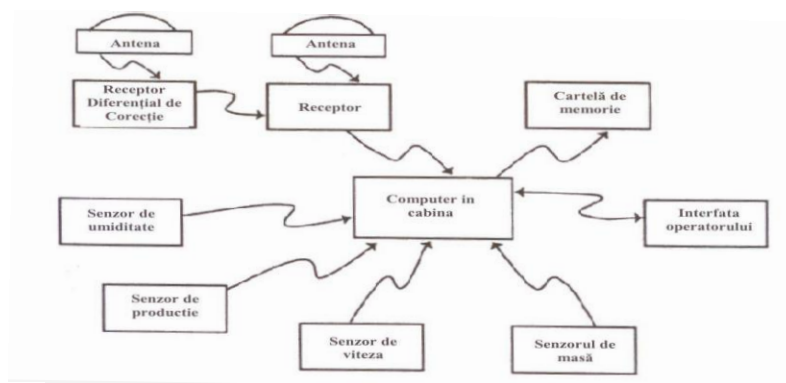 Antena
Antena
Receptor
Diferențial de
Corecție
Receptor
Cartelă de
memorie
Computer in
cabina
Senzor de
umiditate
Interfata
operatorului
Senzor de
productie
Senzor de
viteza
Senzorul de
masă